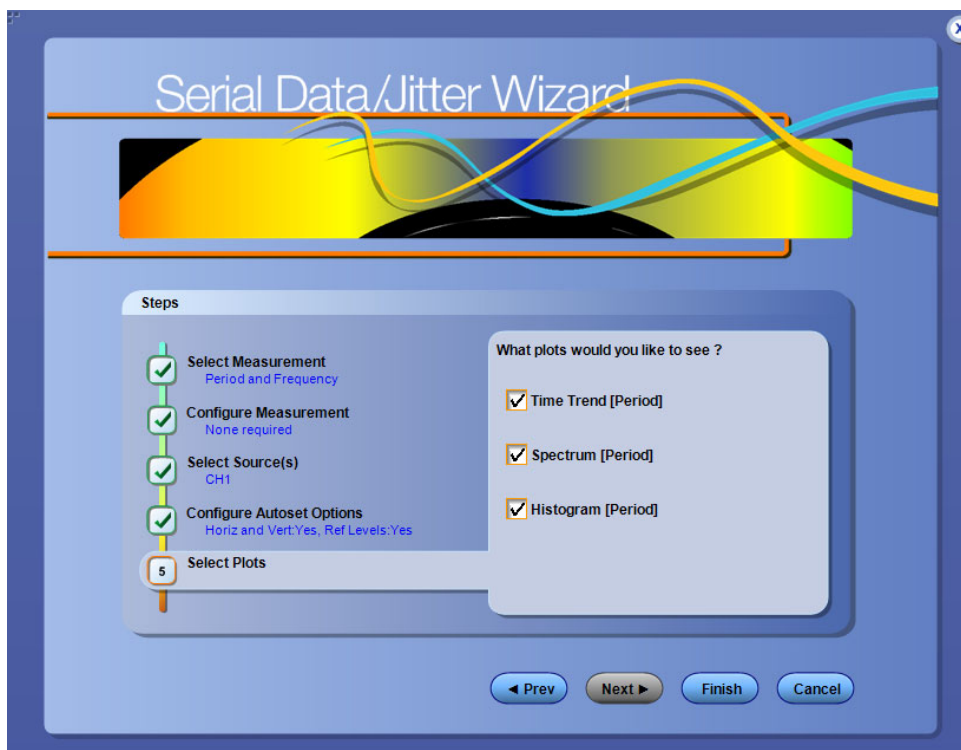 Serial Data/Jitter Wizard
Steps
Select Measurement
Period and Frequency
Configure Measurement
None required
Select Source(s)
CH1
Configure Autoset Options
Horiz and Vert:Yes, Ref Levels:Yes
5
Select Plots
What plots would you like to see ?
Time Trend [Period]
Spectrum [Period]
Histogram [Period]
◄ Prev
Next ►
Finish
Cancel